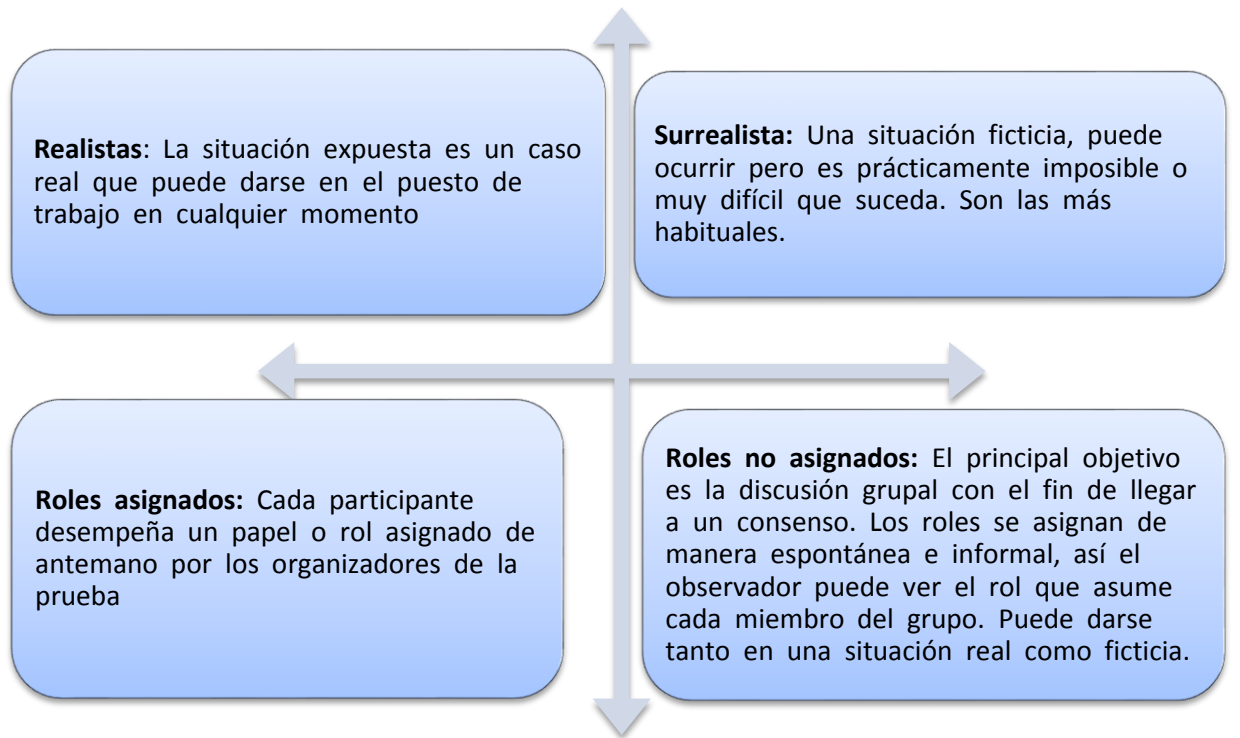 Realistas: La situación expuesta es un caso
real que puede darse en el puesto de
trabajo en cualquier momento
Surrealista: Una situación ficticia, puede
ocurrir pero es prácticamente imposible o
muy difícil que suceda. Son las más
habituales.
Roles asignados: Cada participante
desempeña un papel o rol asignado de
antemano por los organizadores de la
prueba
Roles no asignados: El principal objetivo
es la discusión grupal con el fin de llegar
a un consenso. Los roles se asignan de
manera espontánea e informal, así el
observador puede ver el rol que asume
cada miembro del grupo. Puede darse
tanto en una situación real como ficticia.